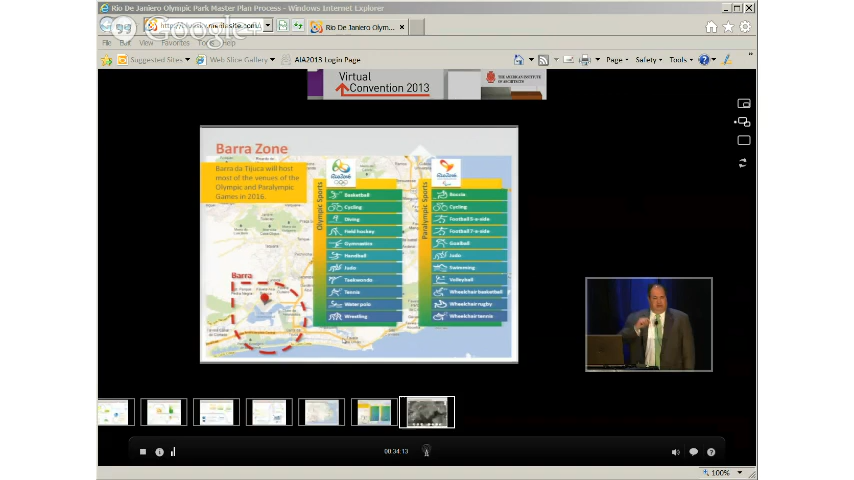 Rio De Janiero Olympic Park Master Plan Process - Windows Internet Explorer
Google+
Rio De Janiero Olym...
File Edit View Favorites Tools Help
Suggested Sites
Web Slice Gallery
AIA2013 Login Page
Page
Safety
Tools
Virtual
Convention 2013
THE AMERICAN INSTITUTE
OF ARCHITECTS
Barra Zone
Barra da Tijuca will host
most of the venues of the
Olympic and Paralympic
Games in 2016.
Olympic Sports
Basketball
Cycling
Diving
Field hockey
Gymnastics
Handball
Judo
Taekwondo
Tennis
Water polo
Wrestling
Paralympic Sports
Boccia
Cycling
Football 5-a-side
Football 7-a-side
Goalball
Judo
Swimming
Volleyball
Wheelchair basketball
Wheelchair rugby
Wheelchair tennis
Barra
00:34:13
100%